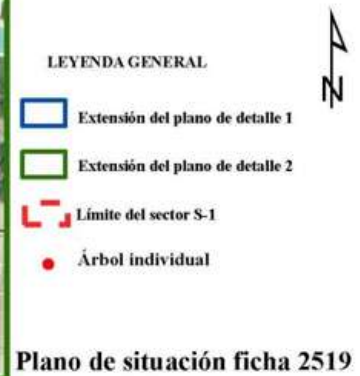 N
LEYENDA GENERAL
Extensión del plano de detalle 1
Extensión del plano de detalle 2
Límite del sector S-1
Árbol individual
Plano de situación ficha 2519